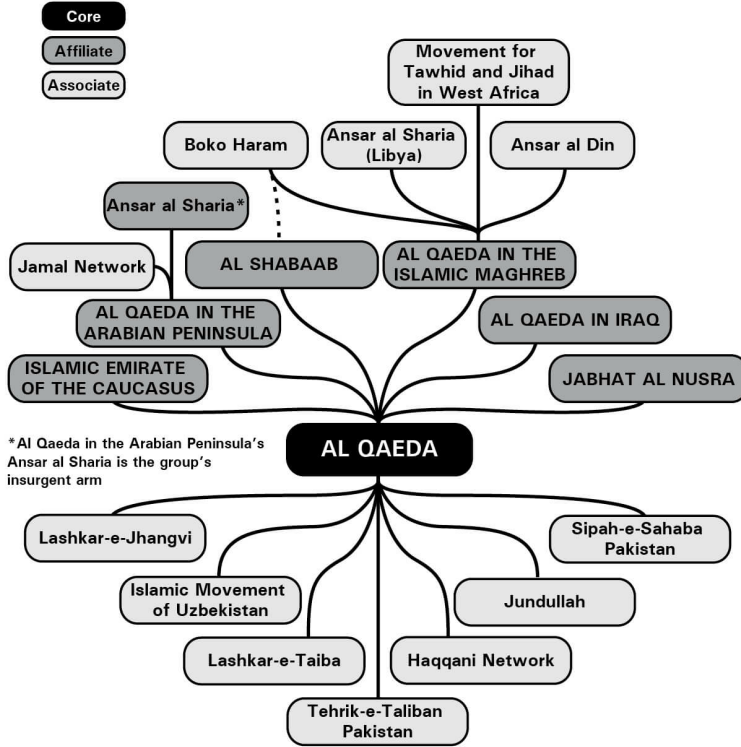 Core
Affiliate
Associate
Movement for
Tawhid and Jihad
in West Africa
Boko Haram
Ansar al Sharia
(Libya)
Ansar al Din
Ansar al Sharia*
Jamal Network
AL SHABAAB
AL QAEDA IN THE
ISLAMIC MAGHREB
AL QAEDA IN THE
ARABIAN PENINSULA
AL QAEDA IN IRAQ
ISLAMIC EMIRATE
OF THE CAUCASUS
JABHAT AL NUSRA
AL QAEDA
*Al Qaeda in the Arabian Peninsula's
Ansar al Sharia is the group's
insurgent arm
Lashkar-e-Jhangvi
Sipah-e-Sahaba
Pakistan
Islamic Movement
of Uzbekistan
Jundullah
Lashkar-e-Taiba
Haqqani Network
Tehrik-e-Taliban
Pakistan